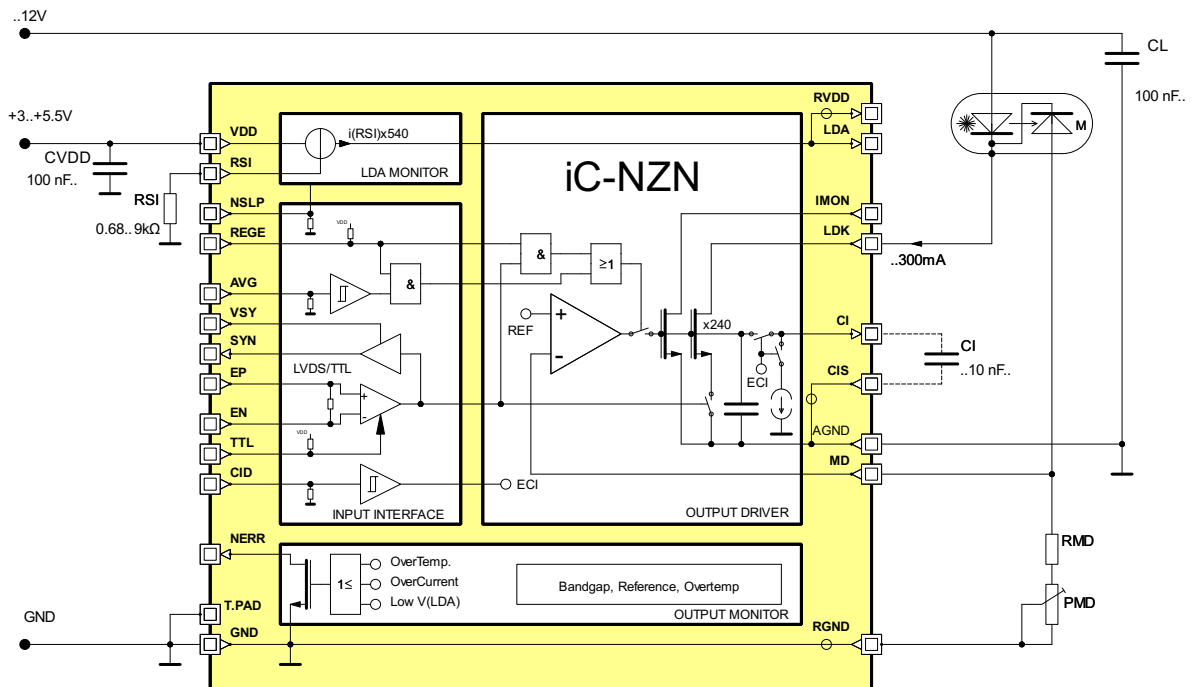 ..12V
CL
100 nF..
M
+3..+5.5V
CVDD
100 nF..
RSI
0.68..9kΩ
VDD
RSI
NSLP
REGE
AVG
VSY
SYN
EP
EN
TTL
CID
NERR
T.PAD
GND
GND
i(RSI)x540
LDA MONITOR
VDD
&
LVDS/TTL
+
-
VDD
INPUT INTERFACE
iC-NZN
&
≥1
REF
+
-
x240
ECI
ECI
OUTPUT DRIVER
RVDD
LDA
IMON
LDK
..300mA
CI
CI
..10 nF..
CIS
AGND
MD
RMD
PMD
RGND
1≤
OverTemp.
OverCurrent
Low V(LDA)
Bandgap, Reference, Overtemp
OUTPUT MONITOR